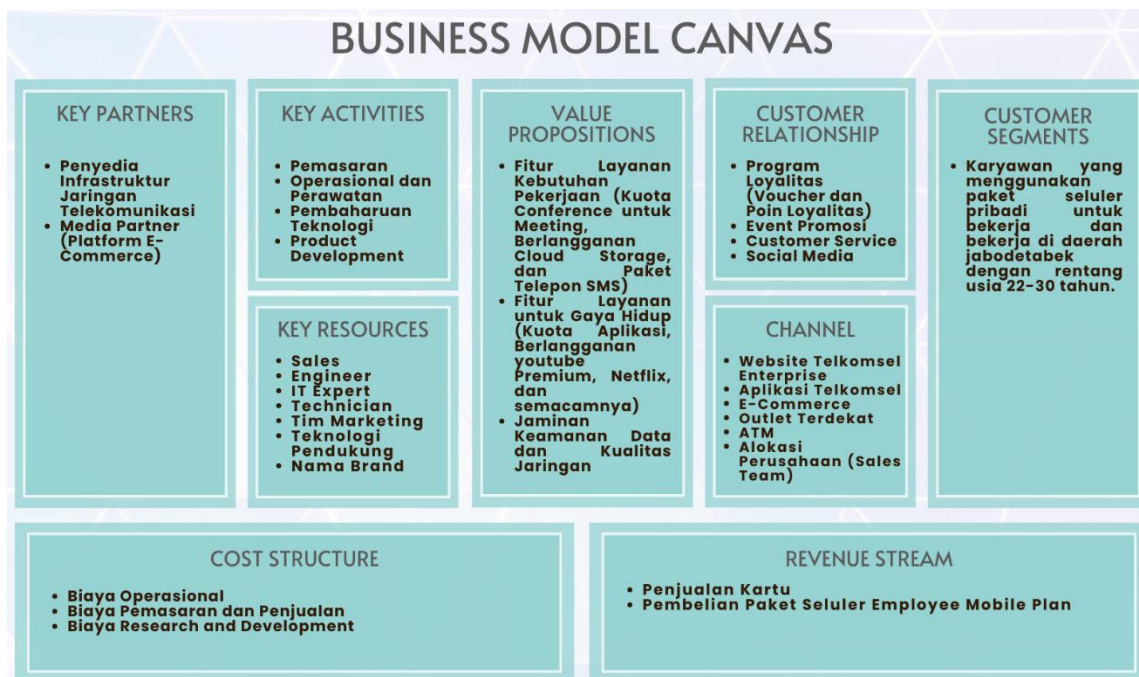 BUSINESS MODEL CANVAS
KEY PARTNERS
• Penyedia
Infrastruktur
Jaringan
Telekomunikasi
• Media Partner
(Platform E-
Commerce)
KEY ACTIVITIES
• Pemasaran
• Operasional dan
Perawatan
• Pembaharuan
Teknologi
• Product
Development
KEY RESOURCES
• Sales
• Engineer
• IT Expert
• Technician
• Tim Marketing
• Teknologi
Pendukung
• Nama Brand
VALUE
PROPOSITIONS
• Fitur Layanan
Kebutuhan
Pekerjaan (Kuota
Conference untuk
Meeting,
Berlangganan
Cloud Storage,
dan Paket
Telepon SMS)
• Fitur Layanan
untuk Gaya Hidup
(Kuota Aplikasi,
Berlangganan
youtube
Premium, Netflix,
dan
semacamnya)
• Jaminan
Keamanan Data
dan Kualitas
Jaringan
CUSTOMER
RELATIONSHIP
• Program
Loyalitas
(Voucher dan
Poin Loyalitas)
• Event Promosi
• Customer Service
• Social Media
CHANNEL
• Website Telkomsel
Enterprise
• Aplikasi Telkomsel
• E-Commerce
• Outlet Terdekat
• ATM
• Alokasi
Perusahaan (Sales
Team)
CUSTOMER
SEGMENTS
• Karyawan yang
menggunakan
paket seluler
pribadi untuk
bekerja dan
bekerja di daerah
jabodetabek
dengan rentang
usia 22-30 tahun.
COST STRUCTURE
• Biaya Operasional
• Biaya Pemasaran dan Penjualan
• Biaya Research and Development
REVENUE STREAM
• Penjualan Kartu
• Pembelian Paket Seluler Employee Mobile Plan